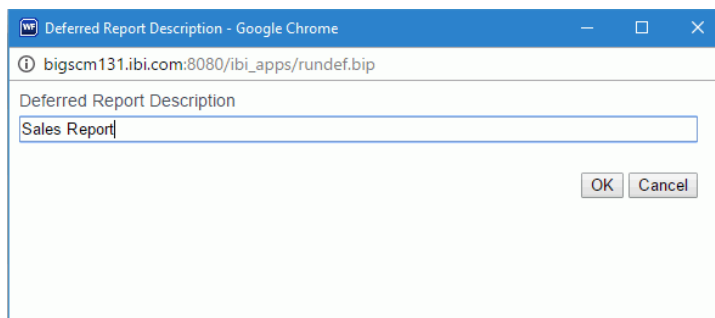 WF Deferred Report Description - Google Chrome
bigscm131.ibi.com:8080/ibi_apps/rundef.bip
Deferred Report Description
Sales Report
OK Cancel